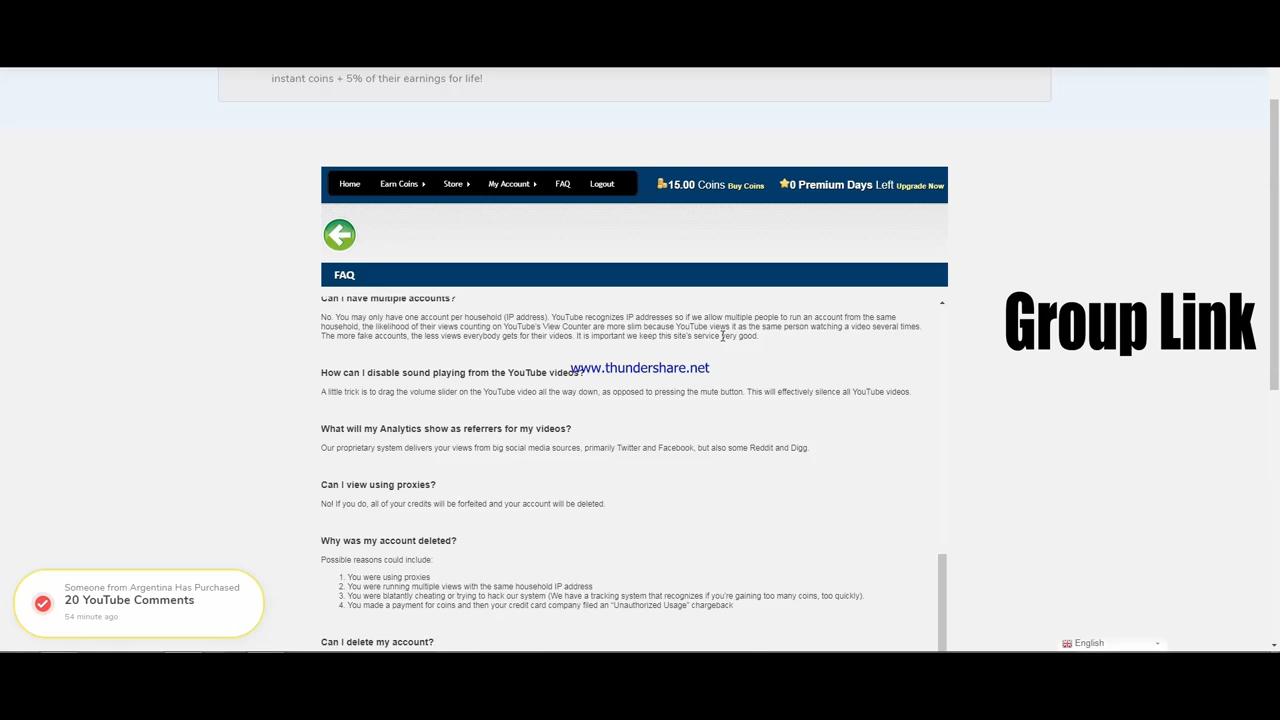 instant coins + 5% of their earnings for life!
Home Earn Coins Store My Account FAQ Logout 15.00 Coins Buy Coins 0 Premium Days Left Upgrade Now
FAQ
Can I have multiple accounts?
No. You may only have one account per household (IP address). YouTube recognizes IP addresses so if we allow multiple people to run an account from the same
household, the likelihood of their views counting on YouTube's View Counter are more slim because YouTube views it as the same person watching a video several times.
The more fake accounts, the less views everybody gets for their videos. It is important we keep this site's service very good.
Group Link
www.thundershare.net
How can I disable sound playing from the YouTube videos?
A little trick is to drag the volume slider on the YouTube video all the way down, as opposed to pressing the mute button. This will effectively silence all YouTube videos.
What will my Analytics show as referrers for my videos?
Our proprietary system delivers your views from big social media sources, primarily Twitter and Facebook, but also some Reddit and Digg.
Can I view using proxies?
No! If you do, all of your credits will be forfeited and your account will be deleted.
Why was my account deleted?
Possible reasons could include:
1. You were using proxies
2. You were running multiple views with the same household IP address
3. You were blatantly cheating or trying to hack our system (We have a tracking system that recognizes if you're gaining too many coins, too quickly).
4. You made a payment for coins and then your credit card company filed an "Unauthorized Usage" chargeback
Can I delete my account?
Someone from Argentina Has Purchased
20 YouTube Comments
54 minute ago
English